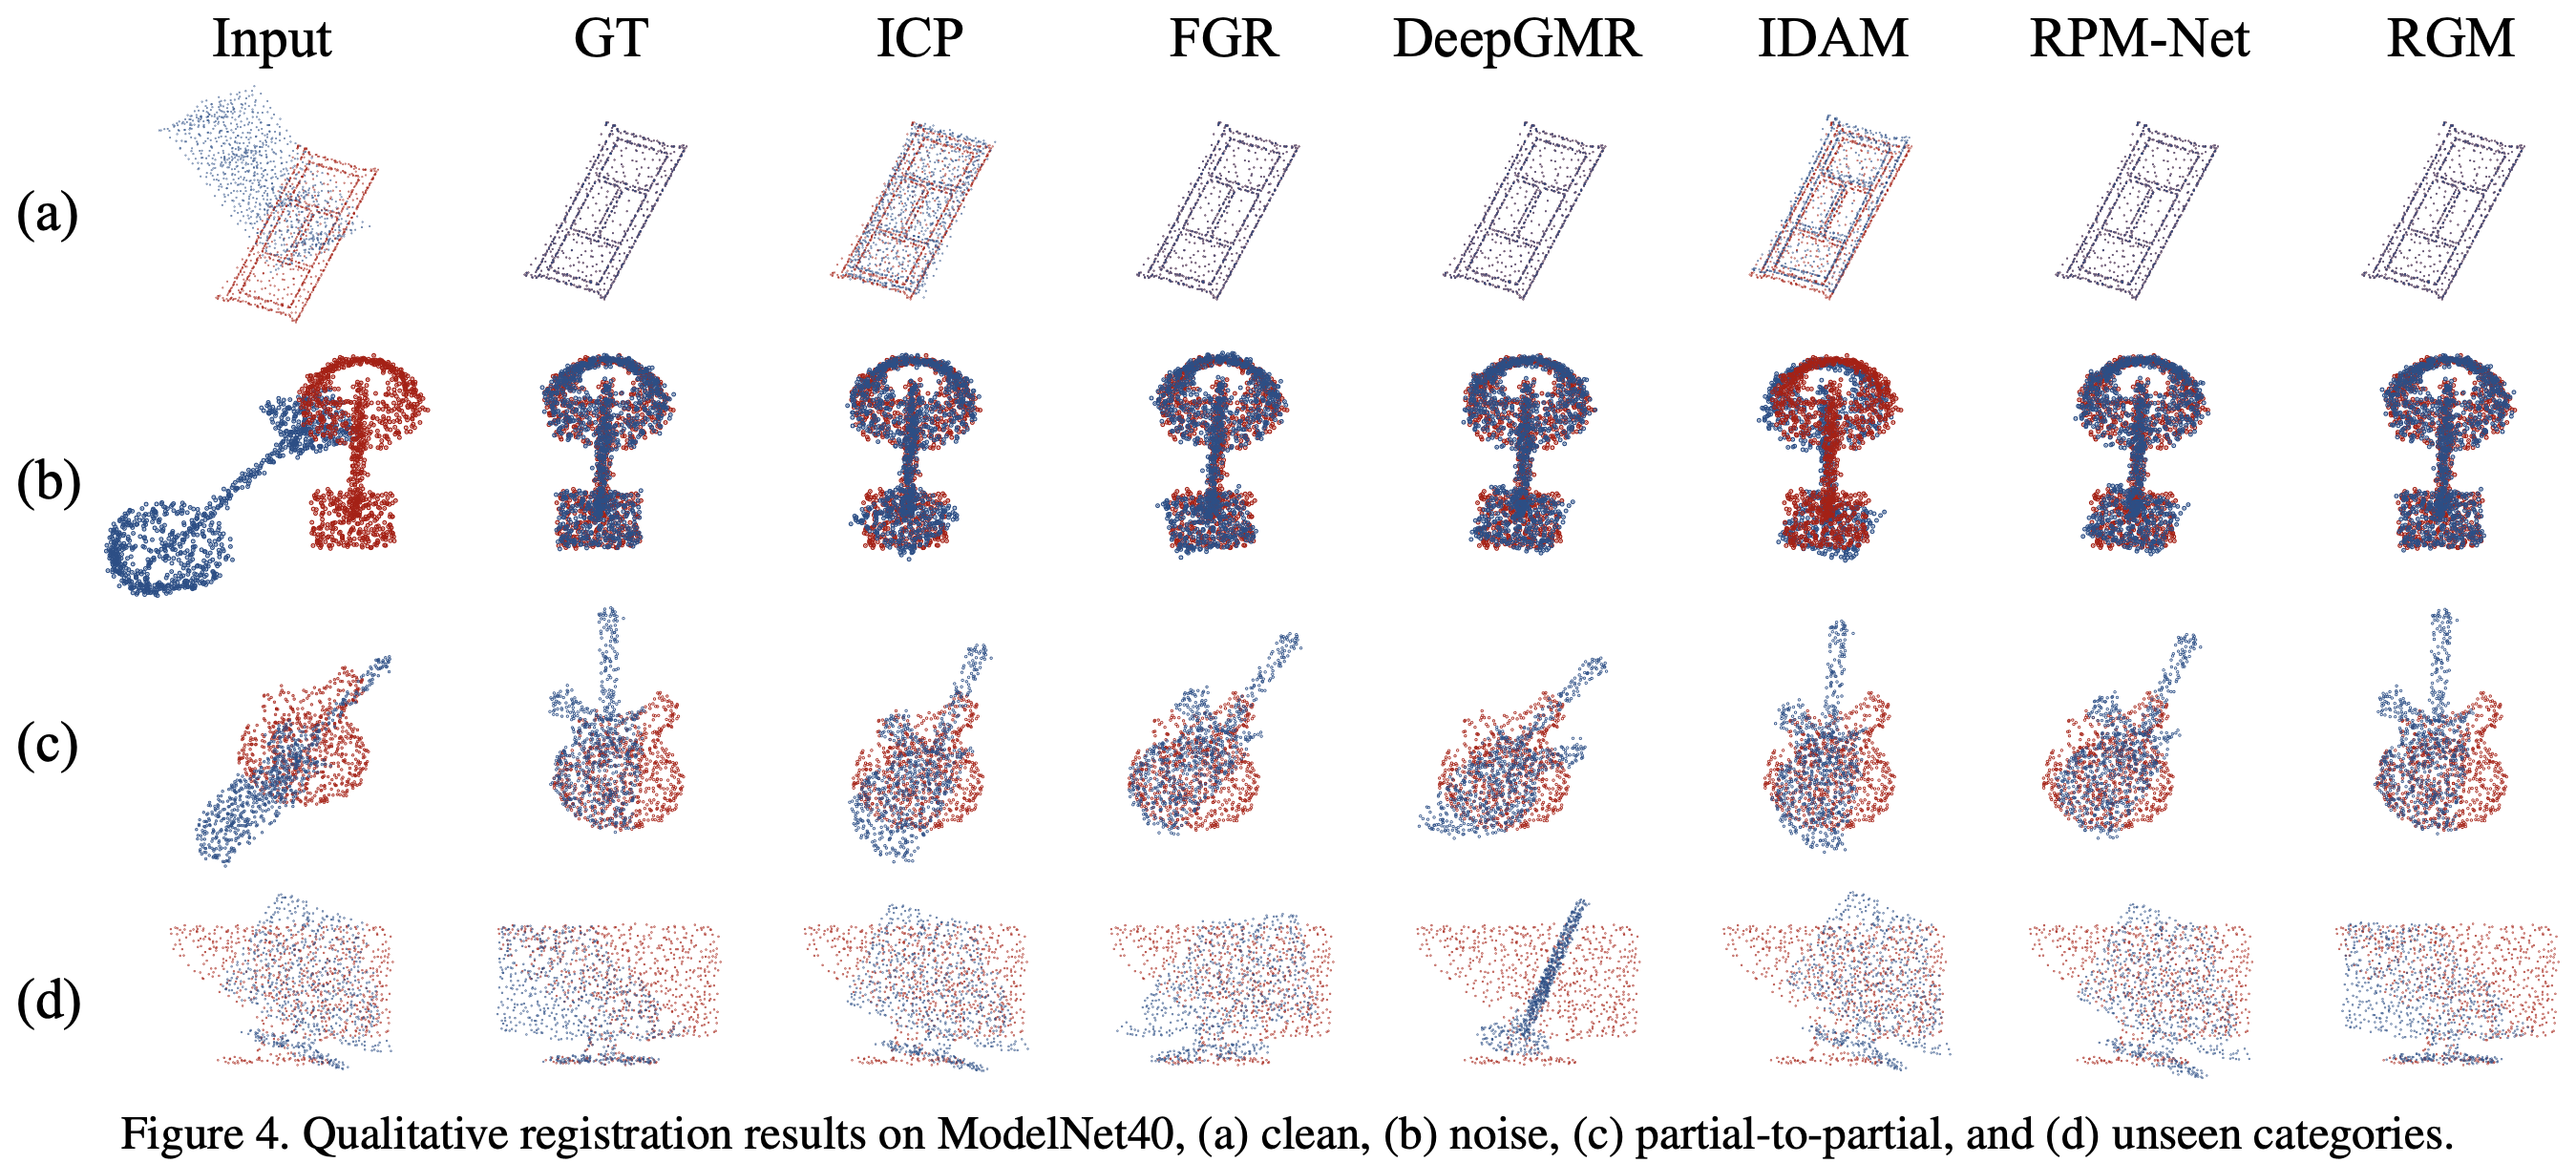 Input GT ICP FGR DeepGMR IDAM RPM-Net RGM
(a)
(b)
(c)
(d)
Figure 4. Qualitative registration results on ModelNet40, (a) clean, (b) noise, (c) partial-to-partial, and (d) unseen categories.